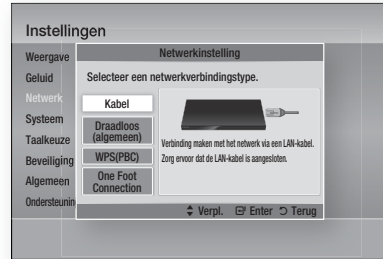 Instellingen
Weergave
Geluid
Netwerk
Systeem
Taalkeuze
Beveiliging
Algemeen
Ondersteunin
Netwerkinstelling
Selecteer een netwerkverbindingstype.
Kabel
Draadloos
(algemeen)
WPS(PBC)
One Foot
Connection
Verbinding maken met het netwerk via een LAN-kabel.
Zorg ervoor dat de LAN-kabel is aangesloten.
Verpl. Enter Terug